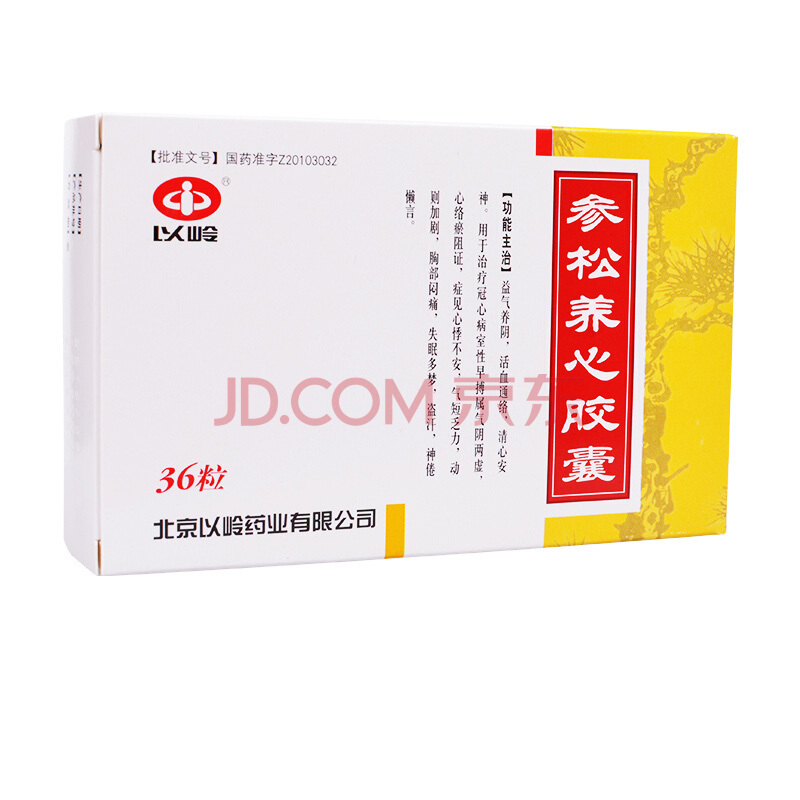 【批准文号】国药准字Z20103032
以岭
®
【功能主治】益气养阴，活血通络，清心安
神。用于治疗冠心病室性早搏属气阴两虚，
心络瘀阻证，症见心悸不安，气短乏力，动
则加剧，胸部闷痛，失眠多梦，盗汗，神倦
懒言。
参松养心胶囊
JD.COM 京东
36粒
北京以岭药业有限公司